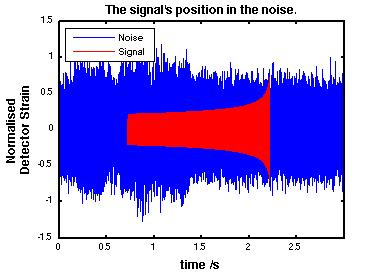 The signal's position in the noise.
1.5
Noise
Signal
1
0.5
0
-0.5
-1
-1.5
Normalised
Detector Strain
0 0.5 1 1.5 2 2.5
time /s